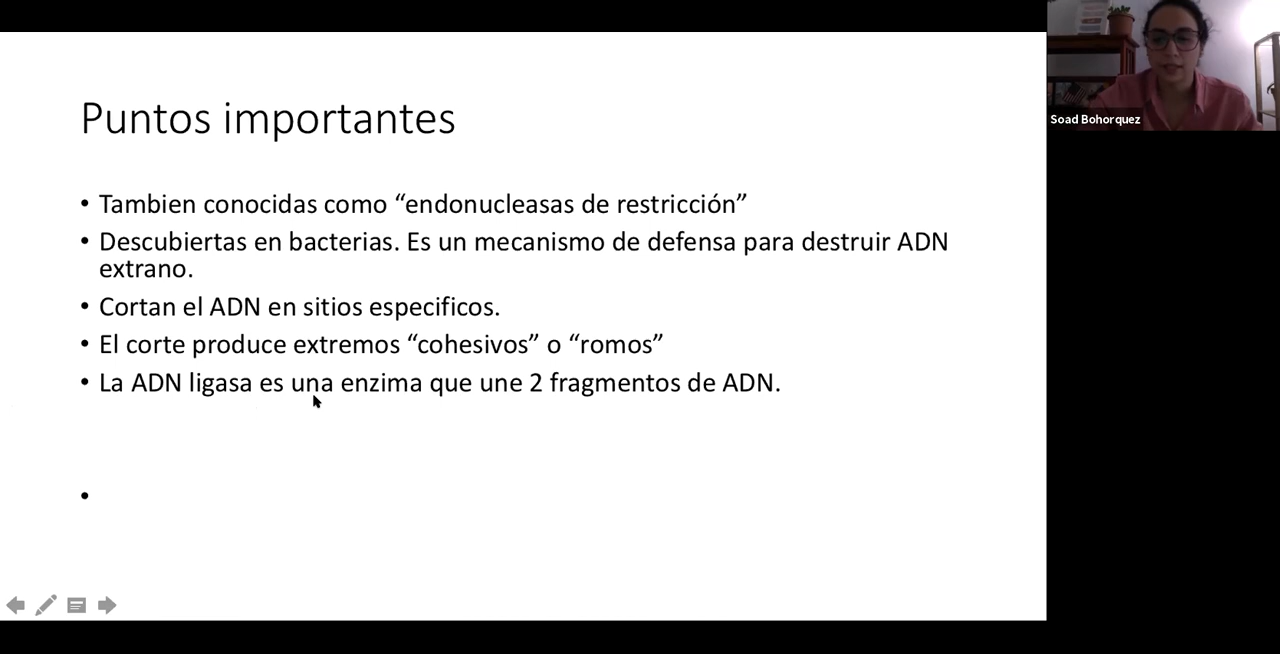 Puntos importantes
• Tambien conocidas como “endonucleasas de restricción”
• Descubiertas en bacterias. Es un mecanismo de defensa para destruir ADN
extrano.
• Cortan el ADN en sitios especificos.
• El corte produce extremos “cohesivos” o “romos”
• La ADN ligasa es una enzima que une 2 fragmentos de ADN.
•
Soad Bohorquez